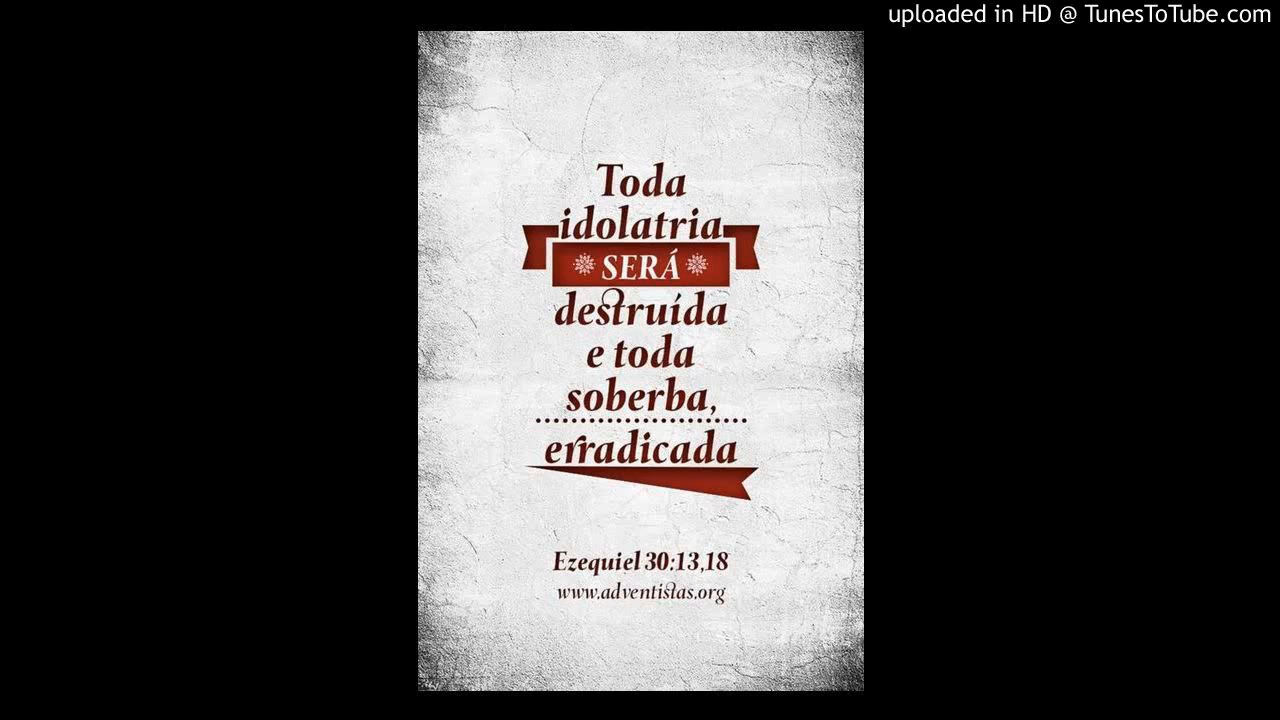 uploaded in HD @ TunesToTube.com
Toda
idolatria
SERÁ
destruída
e toda
soberba,
erradicada
Ezequiel 30:13,18
www.adventistas.org